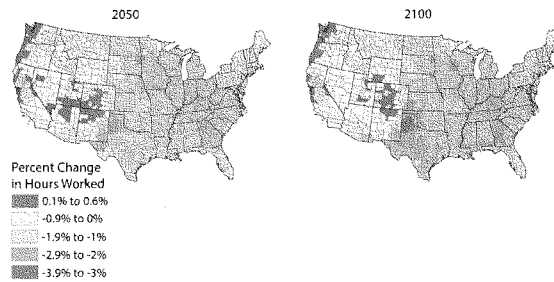 2050
2100
Percent Change
in Hours Worked
0.1% to 0.6%
-0.9% to 0%
-1.9% to -1%
-2.9% to -2%
-3.9% to -3%